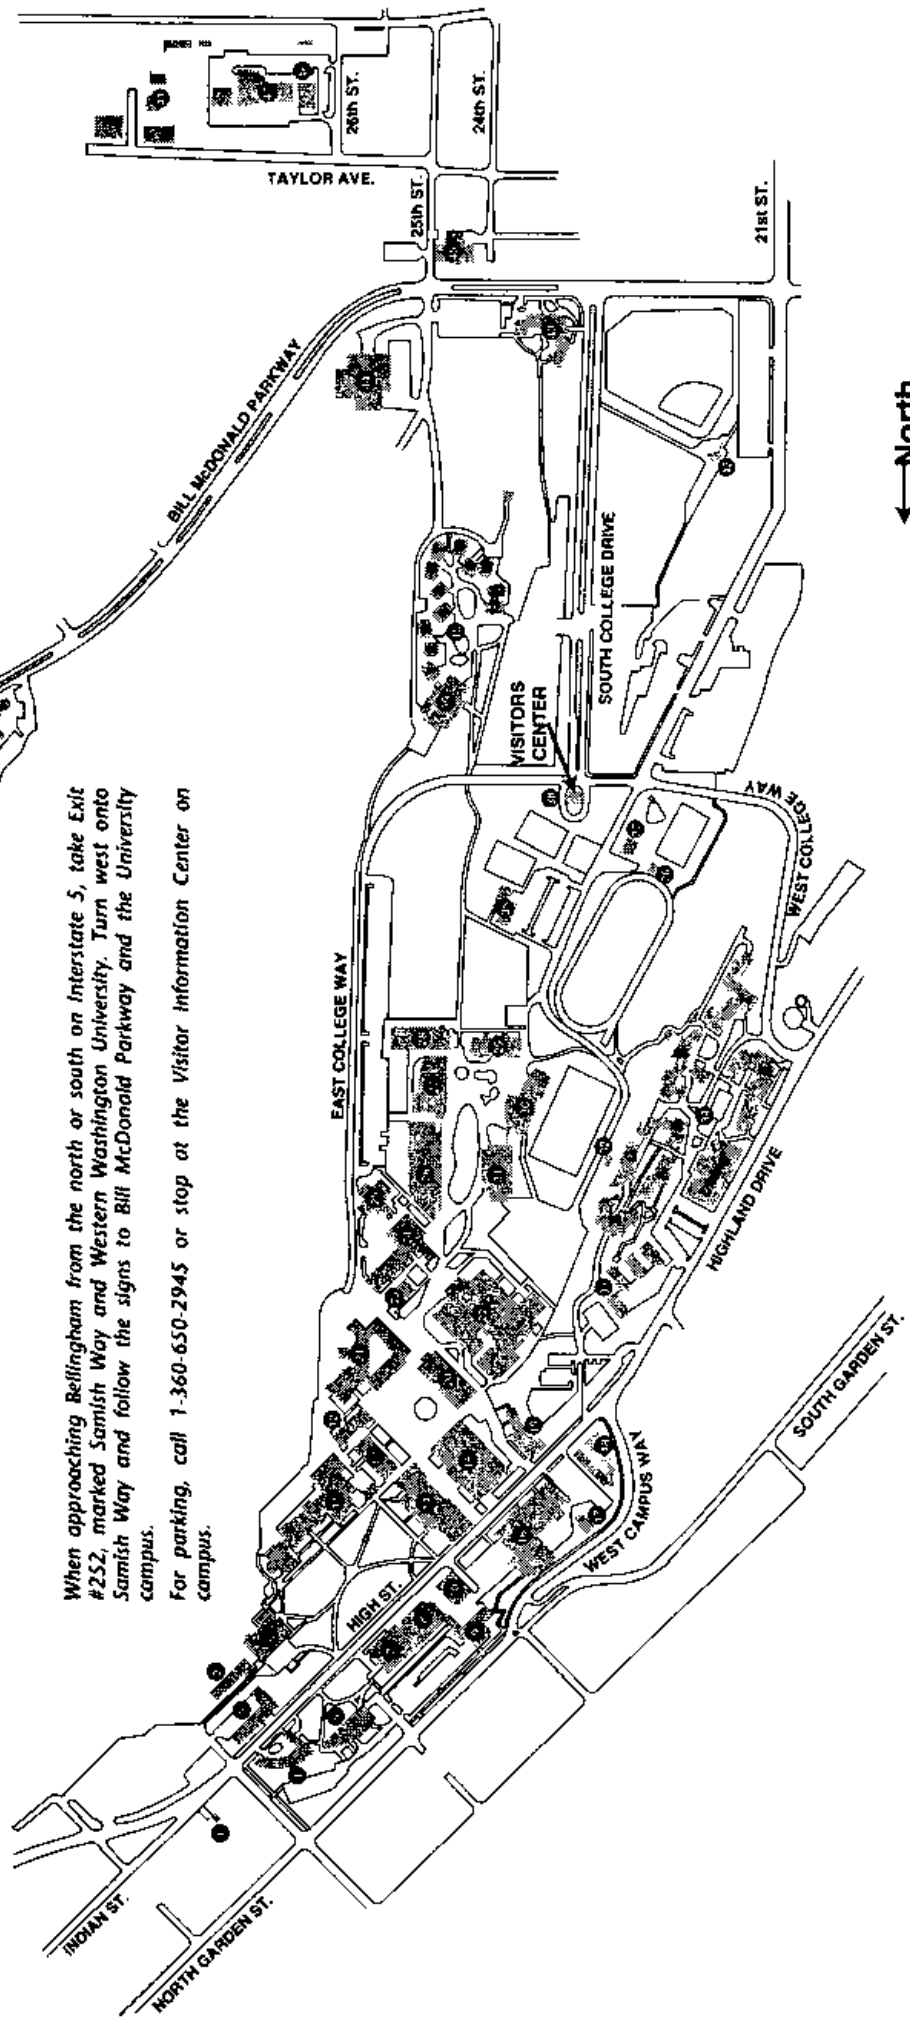 When approaching Bellingham from the north or south on Interstate 5, take Exit
#252, marked Samish Way and Western Washington University. Turn west onto
Samish Way and follow the signs to Bill McDonald Parkway and the University
campus.
For parking, call 1-360-650-2945 or stop at the Visitor Information Center on
campus.
26th ST.
24th ST.
TAYLOR AVE.
25th ST.
21st ST.
BILL McDONALD PARKWAY
North
SOUTH COLLEGE DRIVE
VISITORS
CENTER
WEST COLLEGE WAY
EAST COLLEGE WAY
HIGHLAND DRIVE
SOUTH GARDEN ST.
WEST CAMPUS WAY
HIGH ST.
INDIAN ST.
NORTH GARDEN ST.